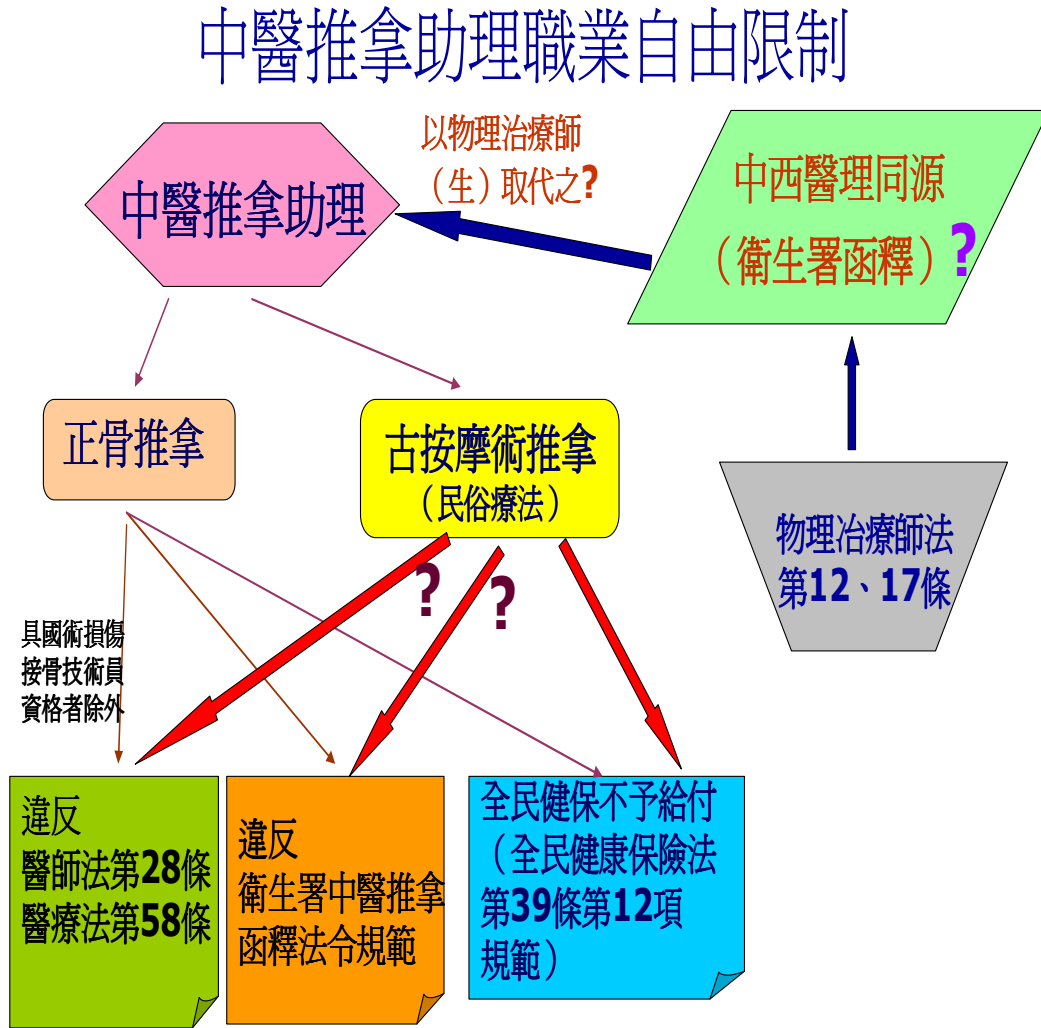 中醫推拿助理職業自由限制
以物理治療師
（生）取代之?
中醫推拿助理
中西醫理同源
（衛生署函釋）?
正骨推拿
古按摩術推拿
（民俗療法）
物理冶療師法
第12、17條
?
?
具國術損傷
接骨技術員
資格者除外
違反
醫師法第28條
醫療法第58條
違反
衛生署中醫推拿
函釋法令規範
全民健保不予給付
（全民健康保險法
第39條第12項
規範）